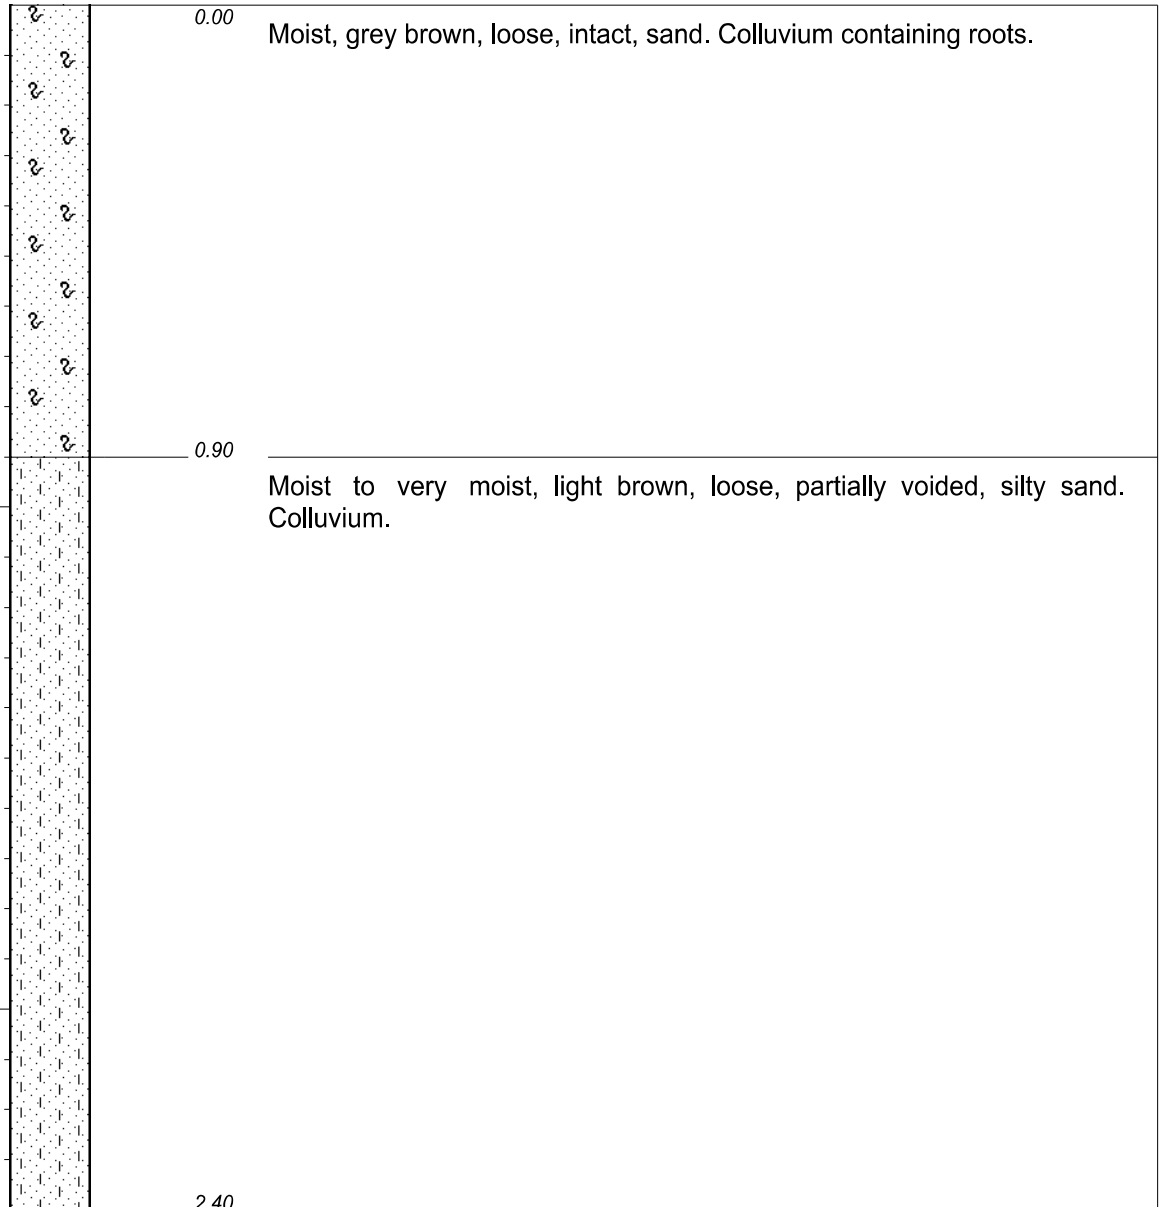 0.00
Moist, grey brown, loose, intact, sand. Colluvium containing roots.
0.90
Moist to very moist, light brown, loose, partially voided, silty sand.
Colluvium.
2.40